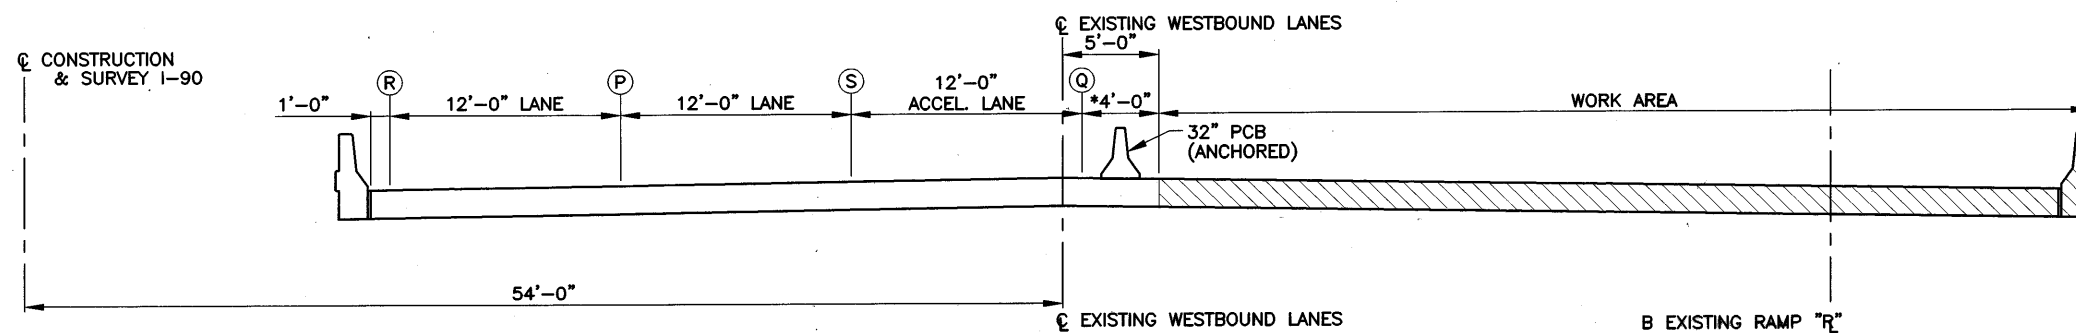 ℄ EXISTING WESTBOUND LANES
5'-0"
℄ CONSTRUCTION
& SURVEY I-90
R
P
S
12'-0"
Q
1'-0"
12'-0" LANE
12'-0" LANE
ACCEL. LANE
*4'-0"
WORK AREA
32" PCB
(ANCHORED)
54'-0"
℄ EXISTING WESTBOUND LANES
B EXISTING RAMP "R"